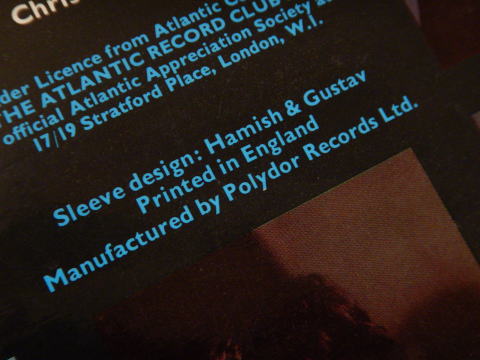 Chris
der Licence from Atlantic
THE ATLANTIC RECORD CLUB
official Atlantic Appreciation Society
17/19 Stratford Place, London, W.1.
Sleeve design: Hamish & Gustav
Printed in England
Manufactured by Polydor Records Ltd.